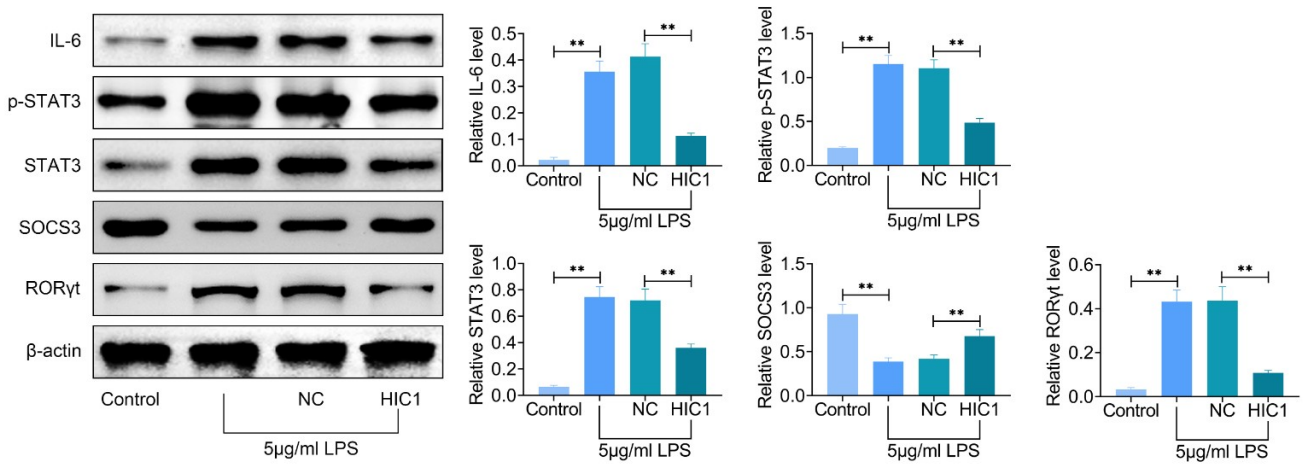 IL-6
p-STAT3
STAT3
SOCS3
RORγt
β-actin
Control NC HIC1
5μg/ml LPS
Relative IL-6 level
0.5
0.4
0.3
0.2
0.1
0.0
** **
Control NC HIC1
5μg/ml LPS
Relative p-STAT3 level
1.5
1.0
0.5
0.0
** **
Control NC HIC1
5μg/ml LPS
Relative STAT3 level
1.0
0.8
0.6
0.4
0.2
0.0
** **
Control NC HIC1
5μg/ml LPS
Relative SOCS3 level
1.5
1.0
0.5
0.0
** **
Control NC HIC1
5μg/ml LPS
Relative RORγt level
0.6
0.4
0.2
0.0
** **
Control NC HIC1
5μg/ml LPS